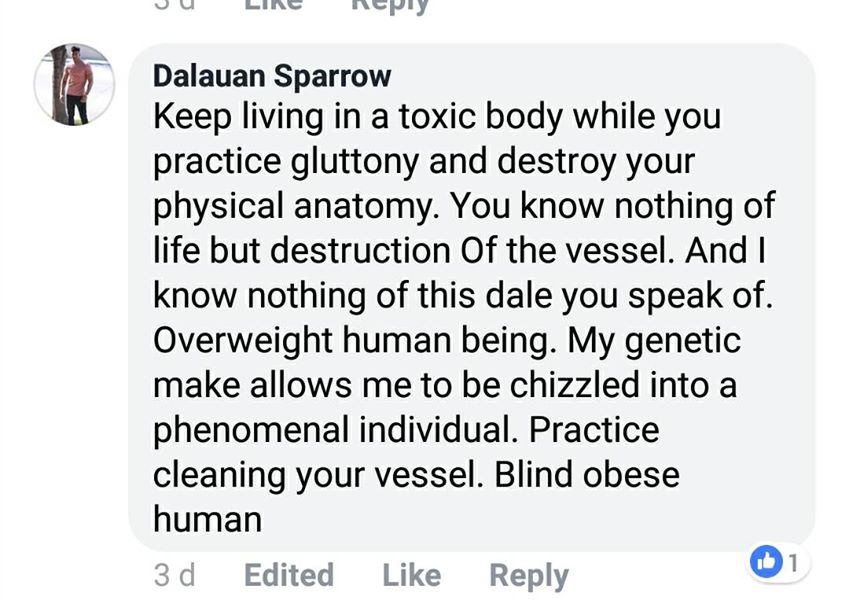 3 d Like Reply
Dalauan Sparrow
Keep living in a toxic body while you
practice gluttony and destroy your
physical anatomy. You know nothing of
life but destruction Of the vessel. And I
know nothing of this dale you speak of.
Overweight human being. My genetic
make allows me to be chizzled into a
phenomenal individual. Practice
cleaning your vessel. Blind obese
human
3 d Edited Like Reply 1